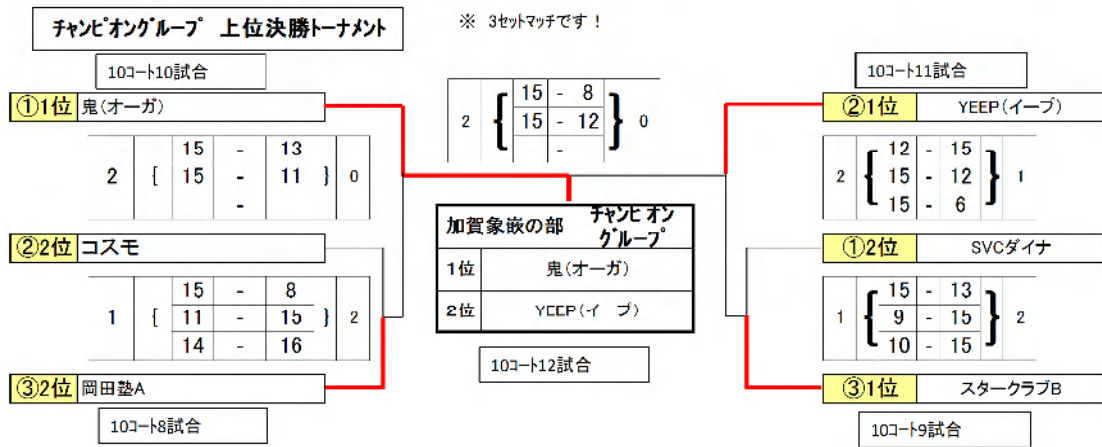 チャンピオングループ 上位決勝トーナメント
※ 3セットマッチです！
10コート10試合
10コート11試合
①1位 鬼(オーガ)
②1位 YEEP(イープ)
2 { 15 - 8 } 0
15 - 12
-
2 { 15 - 13 } 0
15 - 11
-
2 { 12 - 15 } 1
15 - 12
15 - 6
②2位 コスモ
①2位 SVCダイナ
加賀象嵌の部 チャンピオングループ
1位 鬼(オーガ)
2位 YEEP(イープ)
1 { 15 - 8 } 2
11 - 15
14 - 16
1 { 15 - 13 } 2
9 - 15
10 - 15
10コート12試合
③2位 岡田塾A
③1位 スタークラブB
10コート8試合
10コート9試合